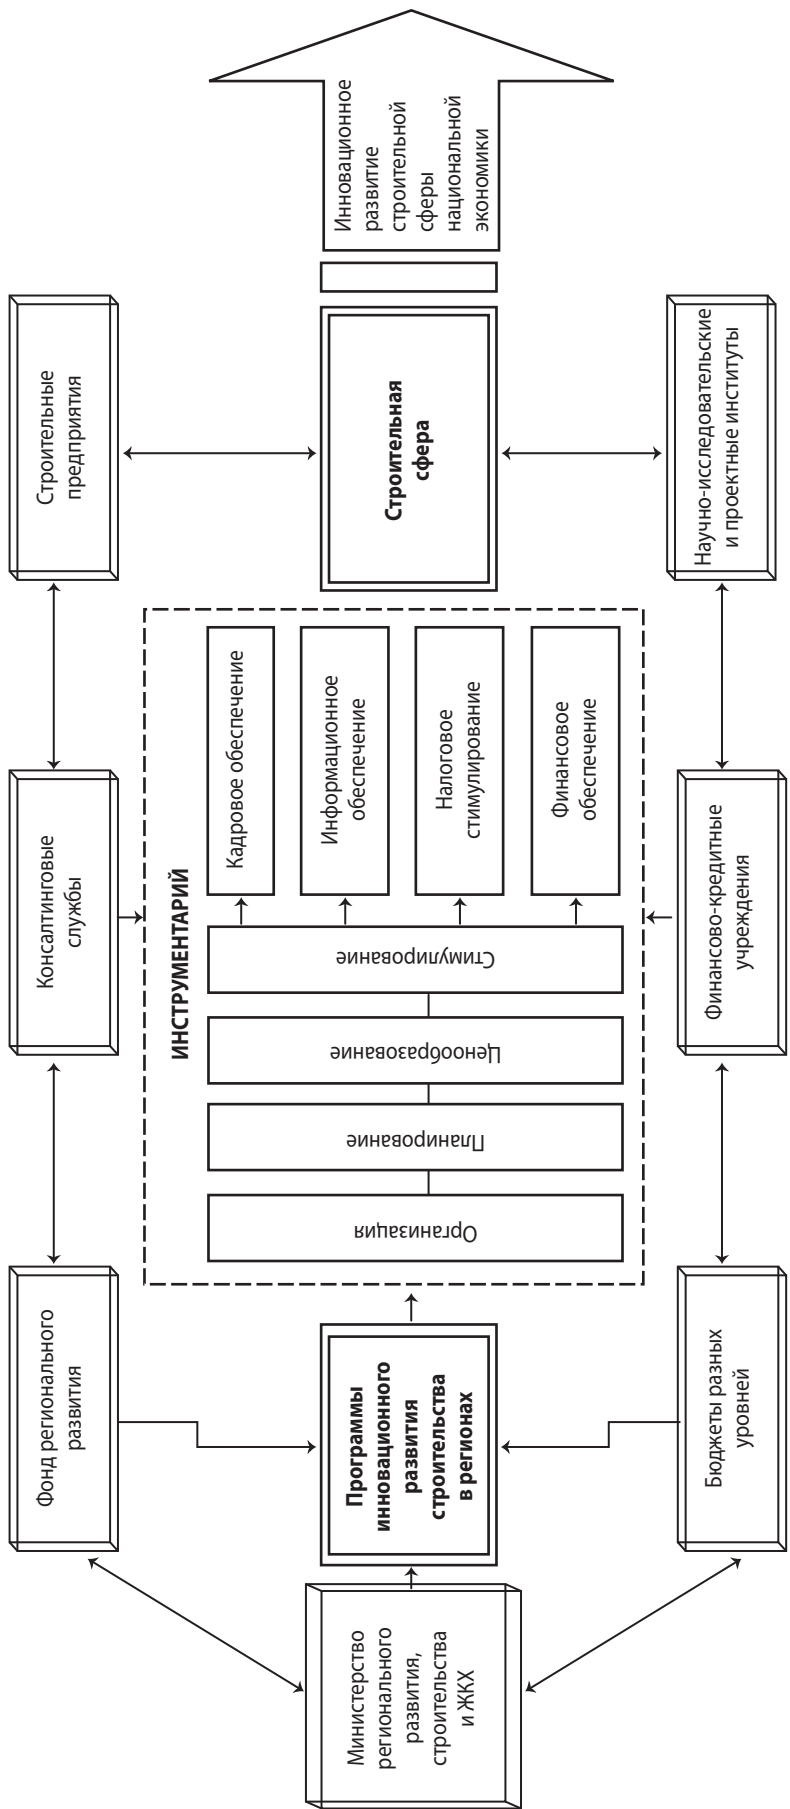 Фонд регионального
развития
Консалтинговые
службы
Строительные
предприятия
ИНСТРУМЕНТАРИЙ
Министерство
регионального
развития,
строительства
и ЖКХ
Программы
инновационного
развития
строительства
в регионах
Организация
Планирование
Ценообразование
Стимулирование
Кадровое обеспечение
Информационное
обеспечение
Налоговое
стимулирование
Финансовое
обеспечение
Строительная
сфера
Инновационное
развитие
строительной
сферы
национальной
экономики
Бюджеты разных
уровней
Финансово-кредитные
учреждения
Научно-исследовательские
и проектные институты